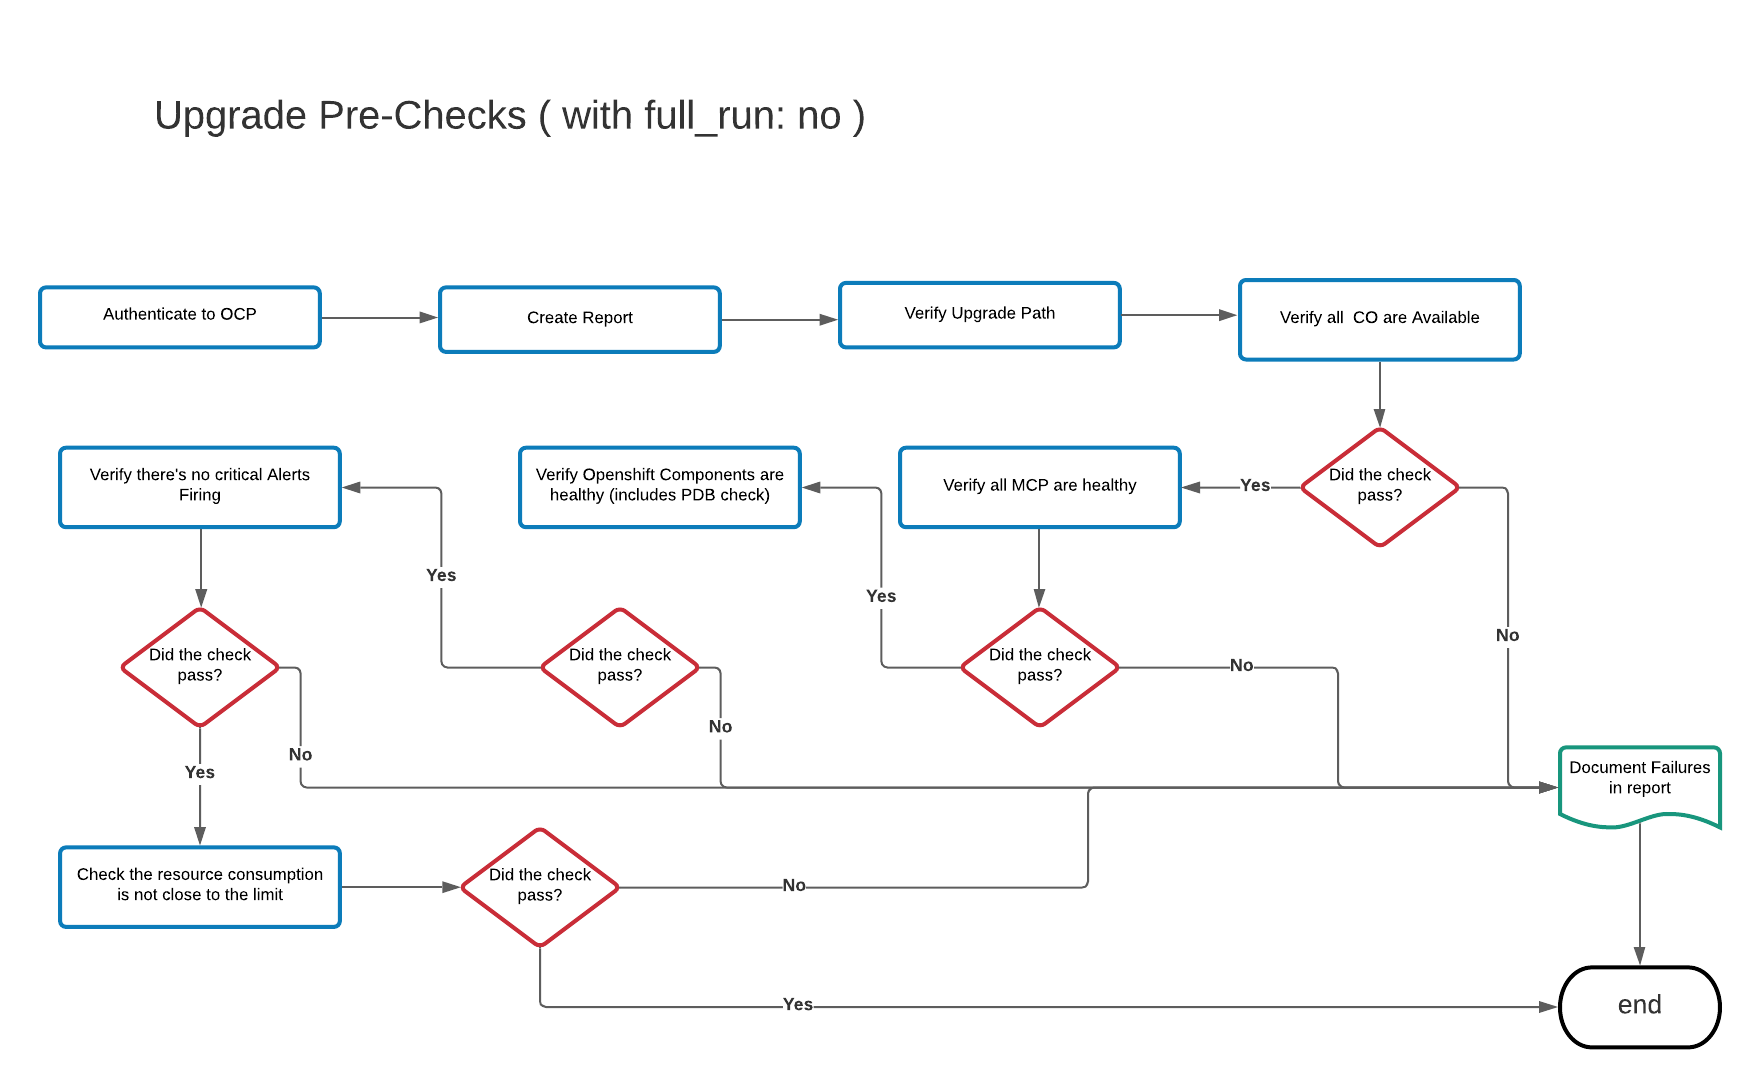 Upgrade Pre-Checks ( with full_run: no )
Authenticate to OCP
Create Report
Verify Upgrade Path
Verify all  CO are Available
Verify there's no critical Alerts
Firing
Verify Openshift Components are
healthy (includes PDB check)
Verify all MCP are healthy
Yes
Did the check
pass?
Yes
Yes
No
Did the check
pass?
Did the check
pass?
Did the check
pass?
No
No
No
Yes
Document Failures
in report
Check the resource consumption
is not close to the limit
Did the check
pass?
No
Yes
end